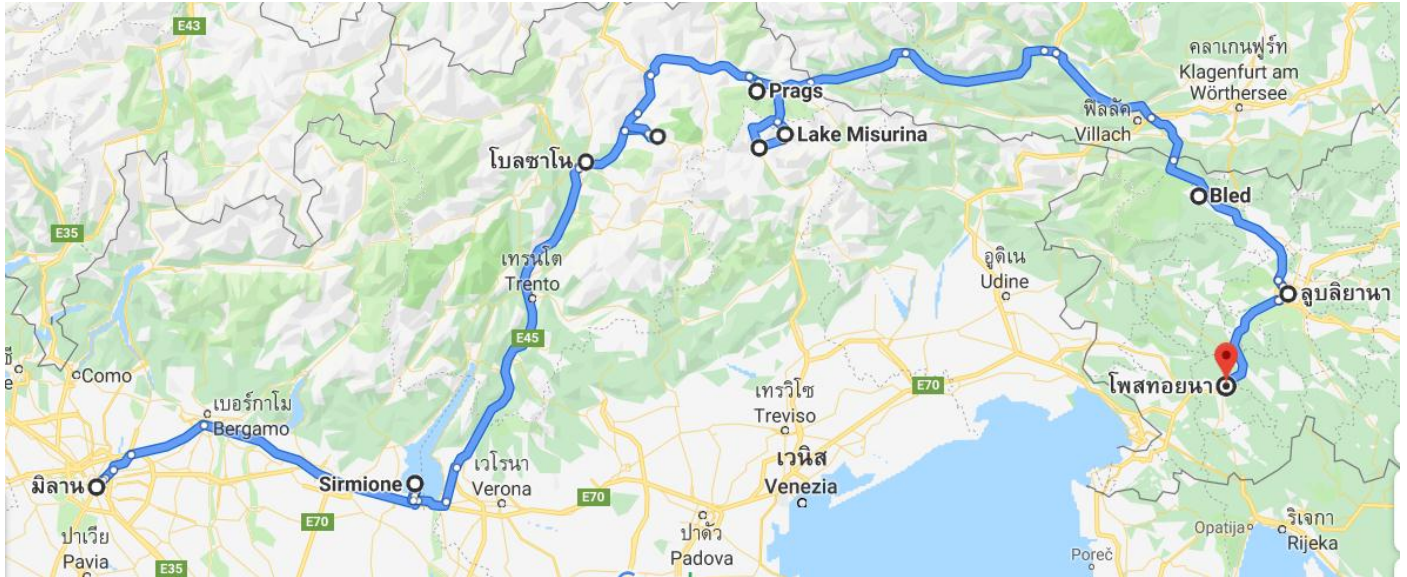 E43
คลาเกนฟูร์ท
Klagenfurt am
Wörthersee
Prags
ฟิลลัค
Villach
Lake Misurina
โบลซาโน
Bled
E35
เทรนโต
Trento
อูดิเน
Udine
ลูบลิยานา
E45
Como
โพสทอยนา
เบอร์กาโม
Bergamo
เทรวิโซ
Treviso
E70
มิลาน
Sirmione
เวโรนา
Verona
E70
เวนิส
Venezia
E70
ปาเวีย
Pavia
ปาดัว
Padova
Opatija
ริเจกา
Rijeka
Poreč
E35